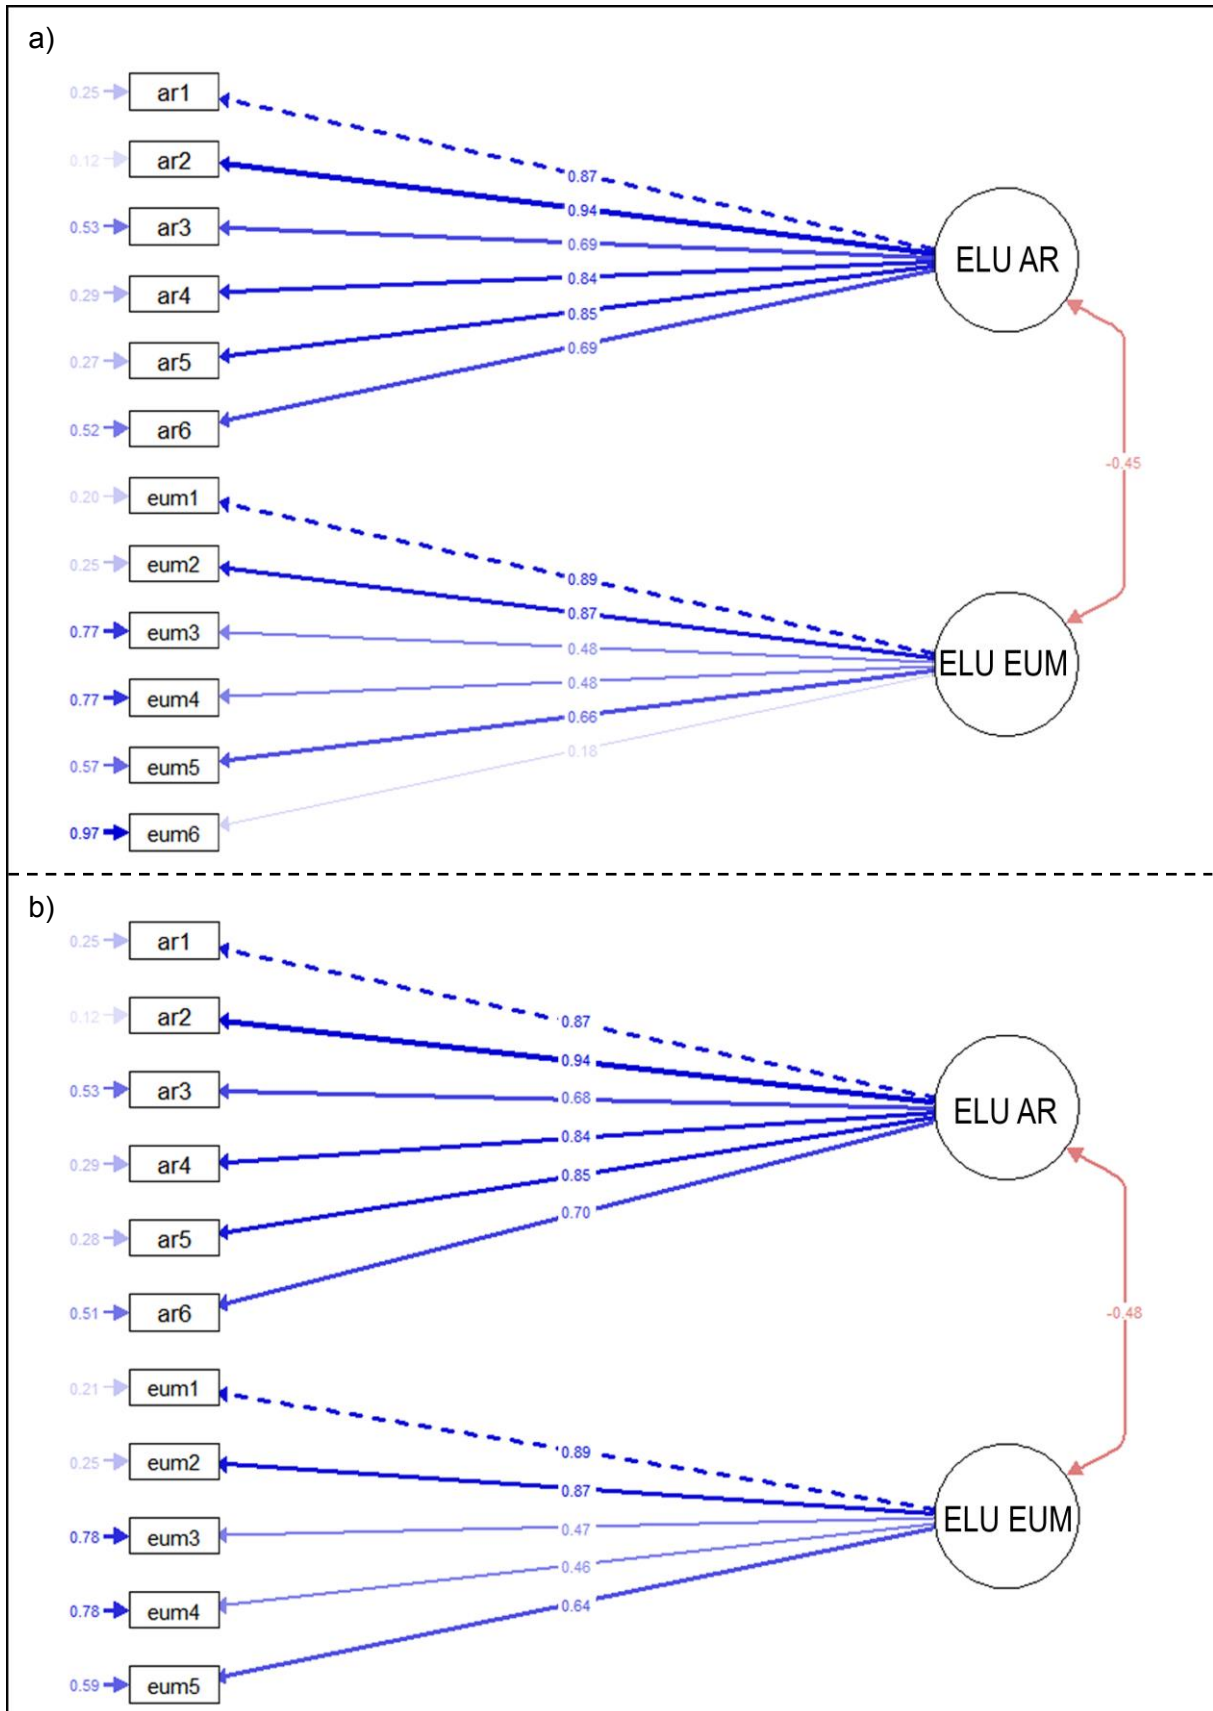 a)
0.25 ar1
0.12 ar2
0.87
0.94
0.53 ar3
0.69
ELU AR
0.29 ar4
0.84
0.85
0.27 ar5
0.69
0.52 ar6
-0.45
0.20 eum1
0.25 eum2
0.89
0.87
0.77 eum3
0.48
ELU EUM
0.77 eum4
0.48
0.66
0.57 eum5
0.18
0.97 eum6
b)
0.25 ar1
0.12 ar2
0.87
0.94
0.53 ar3
0.68
ELU AR
0.84
0.29 ar4
0.85
0.70
0.28 ar5
0.51 ar6
-0.48
0.21 eum1
0.25 eum2
0.89
0.87
0.78 eum3
0.47
ELU EUM
0.46
0.78 eum4
0.64
0.59 eum5